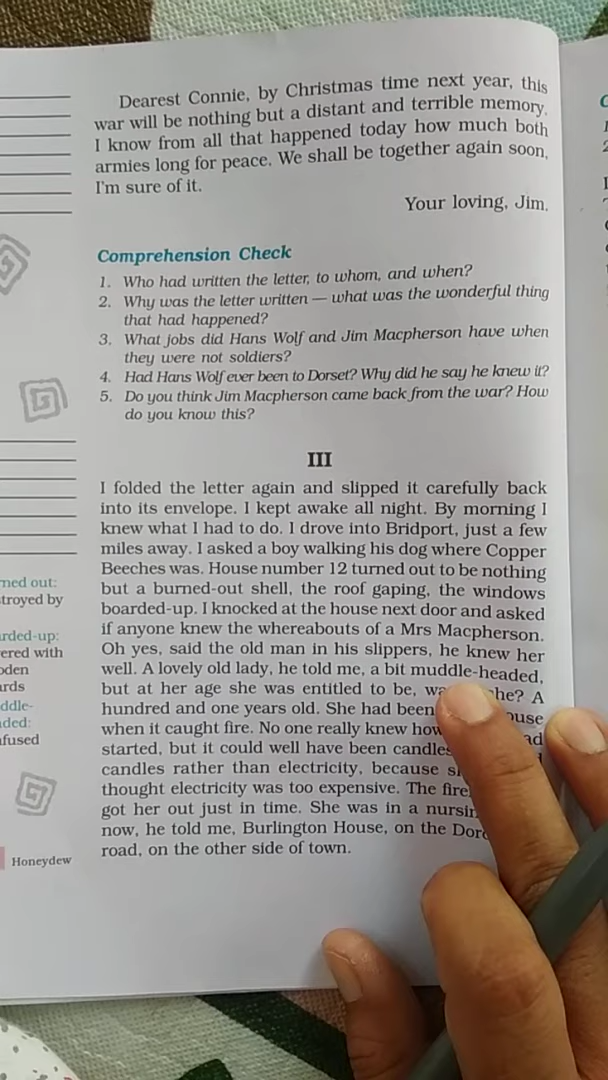 Dearest Connie, by Christmas time next year, this
war will be nothing but a distant and terrible memory.
I know from all that happened today how much both
armies long for peace. We shall be together again soon,
I'm sure of it.
Your loving, Jim.
Comprehension Check
1. Who had written the letter, to whom, and when?
2. Why was the letter written — what was the wonderful thing
that had happened?
3. What jobs did Hans Wolf and Jim Macpherson have when
they were not soldiers?
4. Had Hans Wolf ever been to Dorset? Why did he say he knew it?
5. Do you think Jim Macpherson came back from the war? How
do you know this?
III
I folded the letter again and slipped it carefully back
into its envelope. I kept awake all night. By morning I
knew what I had to do. I drove into Bridport, just a few
miles away. I asked a boy walking his dog where Copper
Beeches was. House number 12 turned out to be nothing
but a burned-out shell, the roof gaping, the windows
boarded-up. I knocked at the house next door and asked
if anyone knew the whereabouts of a Mrs Macpherson.
Oh yes, said the old man in his slippers, he knew her
well. A lovely old lady, he told me, a bit muddle-headed,
but at her age she was entitled to be, he? A
hundred and one years old. She had been
when it caught fire. No one really knew how
started, but it could well have been
candles rather than electricity, because
thought electricity was too expensive. The
got her out just in time. She was in a
now, he told me, Burlington House, on the
road, on the other side of town.
out:
by
with
Honeydew